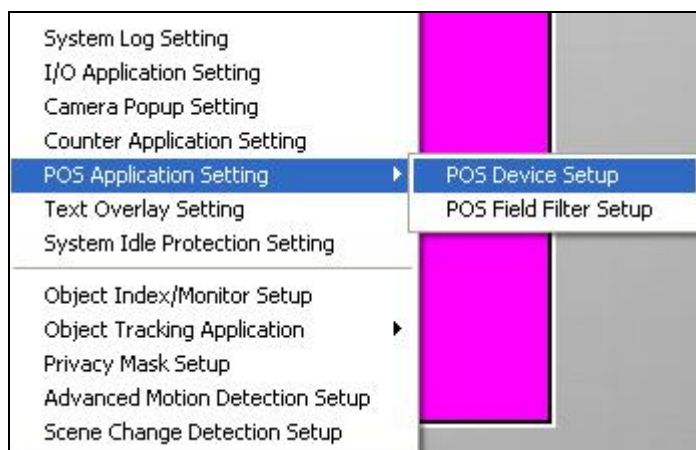 System Log Setting
I/O Application Setting
Camera Popup Setting
Counter Application Setting
POS Application Setting
POS Device Setup
Text Overlay Setting
POS Field Filter Setup
System Idle Protection Setting
Object Index/Monitor Setup
Object Tracking Application
Privacy Mask Setup
Advanced Motion Detection Setup
Scene Change Detection Setup